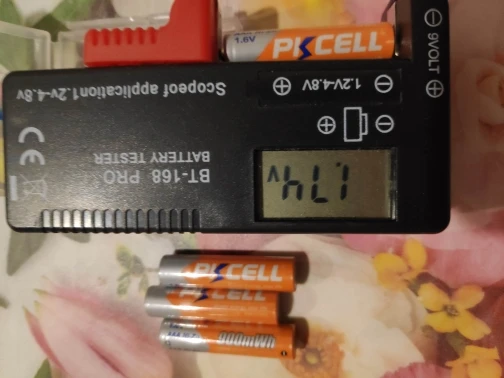 1.6V
PKCELL
9VOLT
1.2V-4.8V
Scopeof application1.2v-4.8v
CE
BATTERY TESTER
BT-168 PRO
1.74V
PKCELL
PKCELL
900mWh